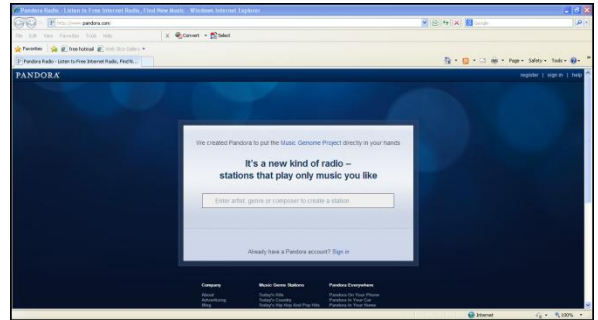 Pandora Radio - Listen to Free Internet Radio, Find New Music - Windows Internet Explorer
http://www.pandora.com/
Google
File Edit View Favorites Tools Help
Convert Select
Favorites free hotmail Web Slice Gallery
Pandora Radio - Listen to Free Internet Radio, Find N...
Page Safety Tools
PANDORA
register | sign in | help
We created Pandora to put the Music Genome Project directly in your hands
It's a new kind of radio –
stations that play only music you like
Enter artist, genre or composer to create a station
Already have a Pandora account? Sign in
Company Music Genre Stations Pandora Everywhere
About Today's Hits Pandora On Your Phone
Advertising Today's Country Pandora In Your Car
Blog Today's Hip Hop And Pop Hits Pandora In Your Home
Internet 100%